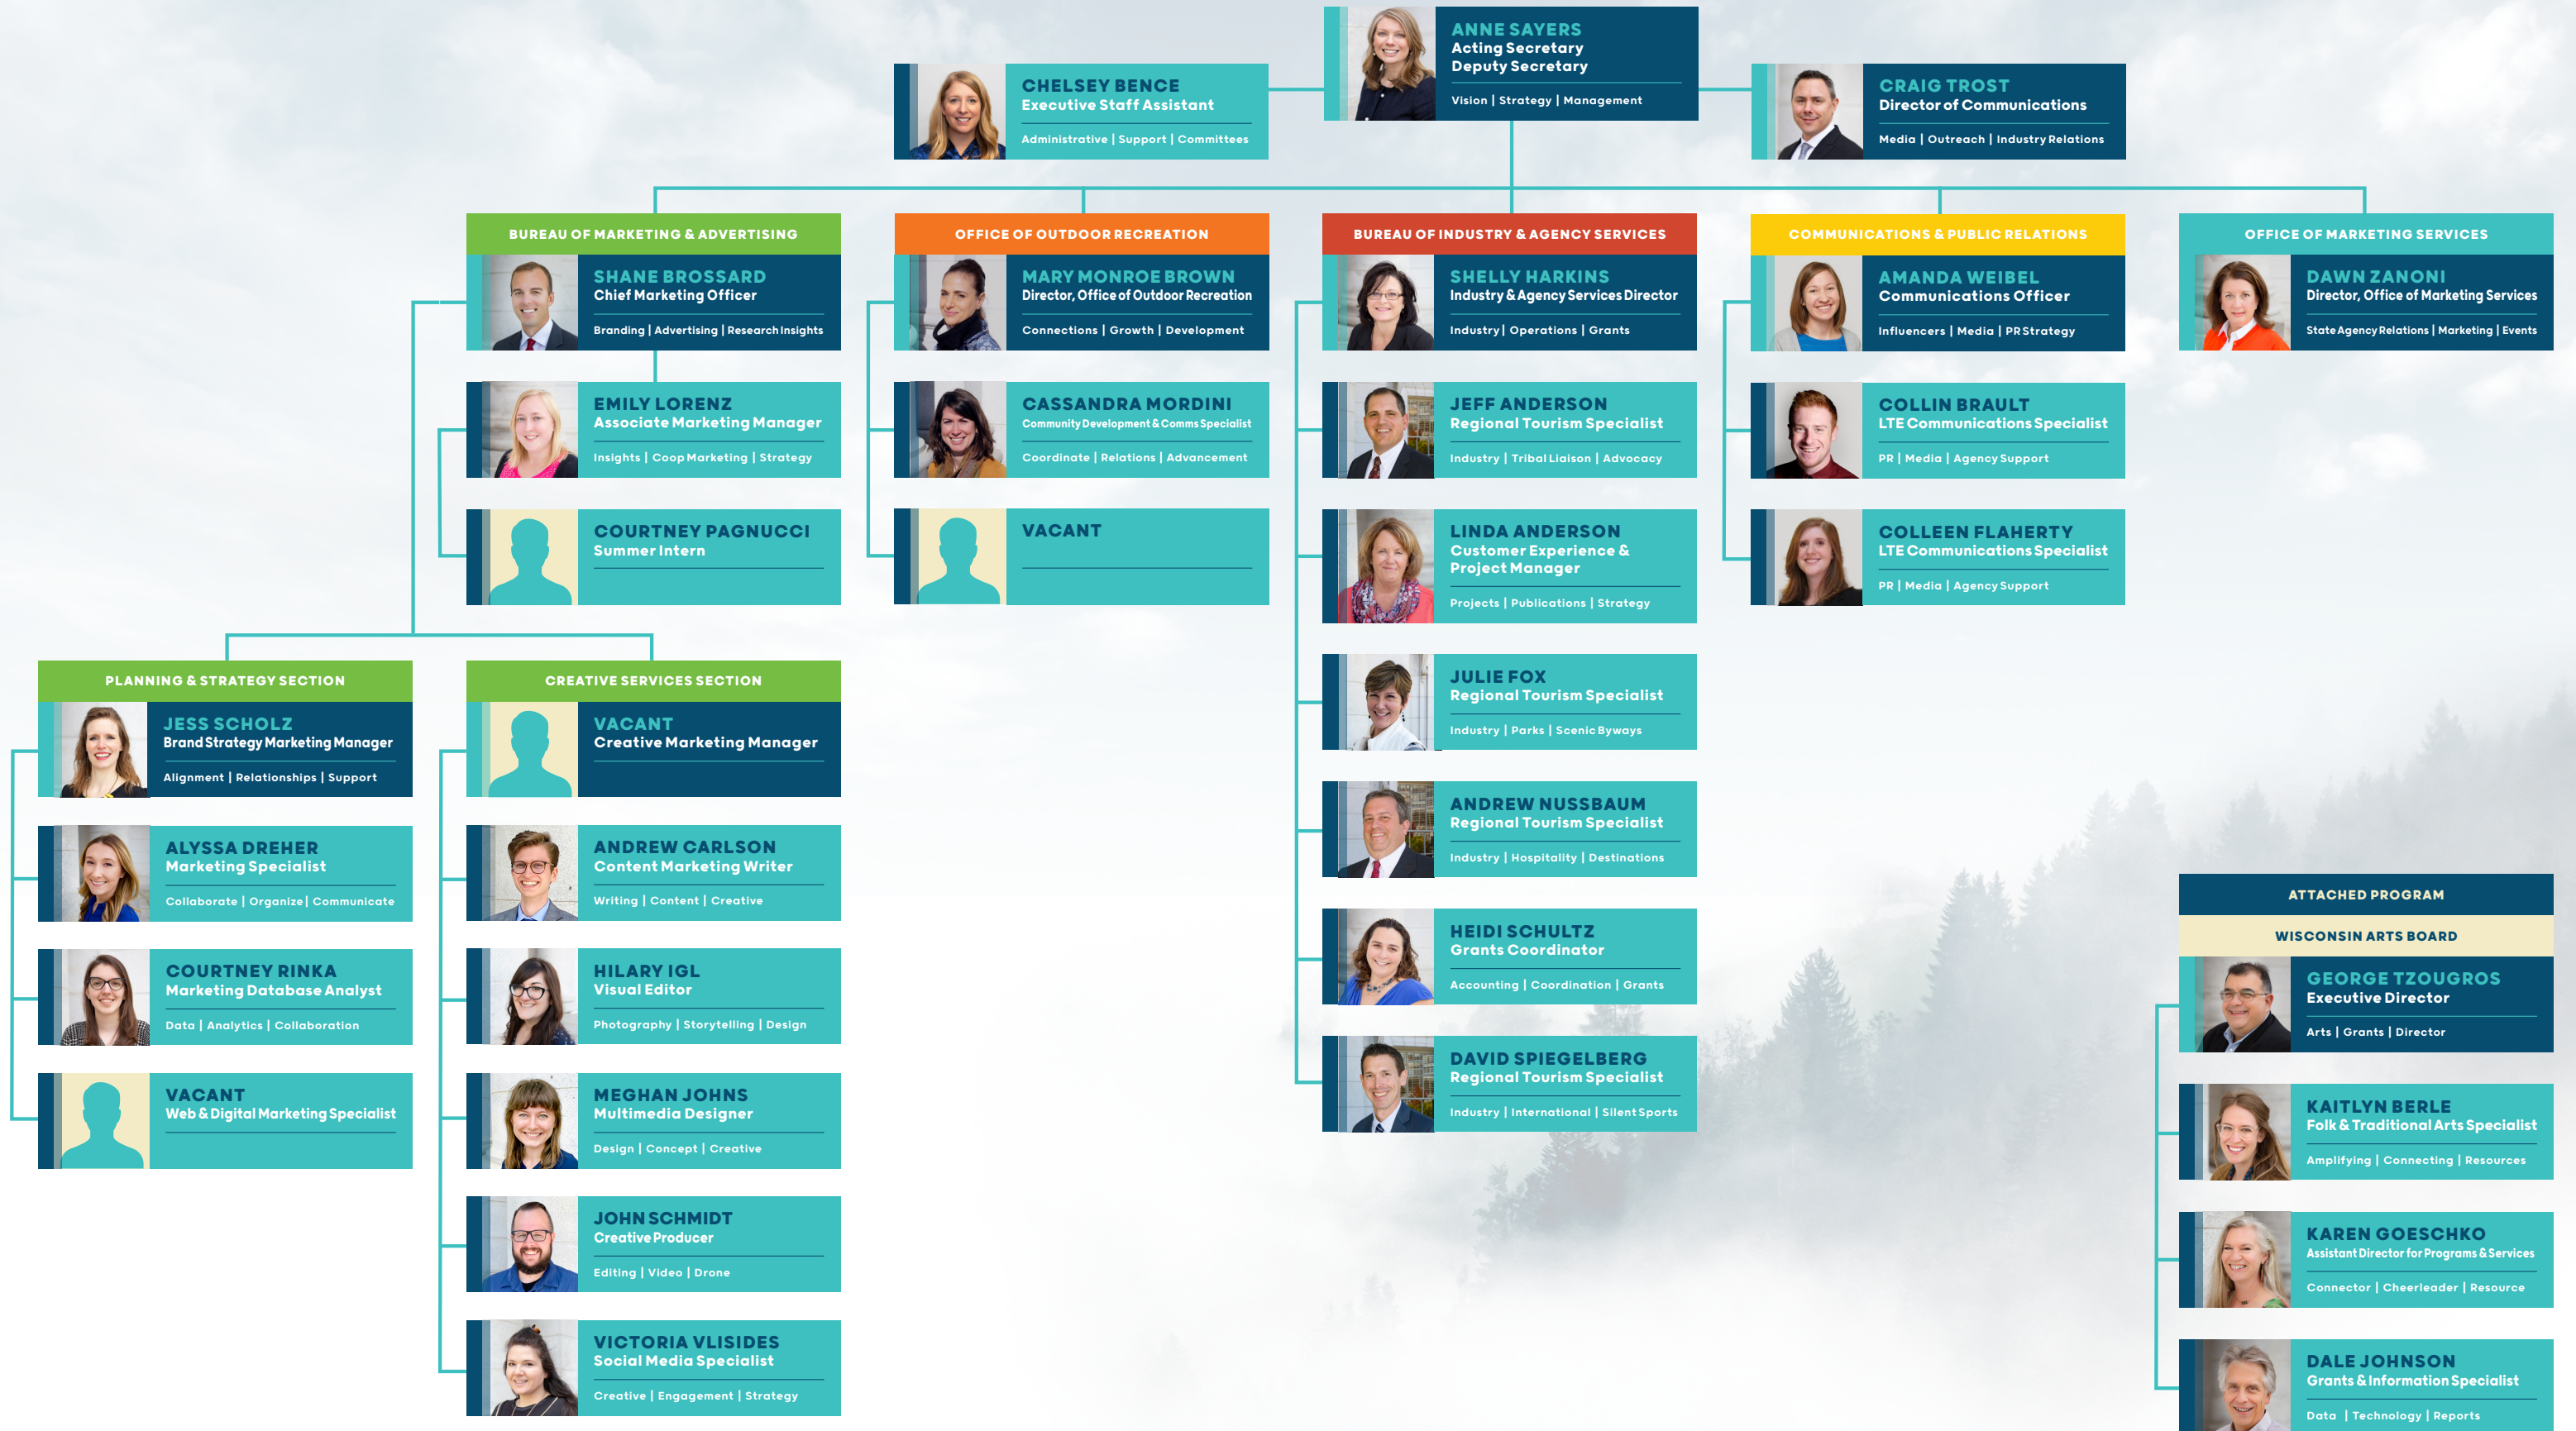 ANNE SAYERS
Acting Secretary
Deputy Secretary
Vision | Strategy | Management
CHELSEY BENCE
Executive Staff Assistant
Administrative | Support | Committees
CRAIG TROST
Director of Communications
Media | Outreach | Industry Relations
BUREAU OF MARKETING & ADVERTISING
SHANE BROSSARD
Chief Marketing Officer
Branding | Advertising | Research Insights
EMILY LORENZ
Associate Marketing Manager
Insights | Coop Marketing | Strategy
COURTNEY PAGNUCCI
Summer Intern
OFFICE OF OUTDOOR RECREATION
MARY MONROE BROWN
Director, Office of Outdoor Recreation
Connections | Growth | Development
CASSANDRA MORDINI
Community Development & Comms Specialist
Coordinate | Relations | Advancement
VACANT
BUREAU OF INDUSTRY & AGENCY SERVICES
SHELLY HARKINS
Industry & Agency Services Director
Industry | Operations | Grants
JEFF ANDERSON
Regional Tourism Specialist
Industry | Tribal Liaison | Advocacy
LINDA ANDERSON
Customer Experience &
Project Manager
Projects | Publications | Strategy
JULIE FOX
Regional Tourism Specialist
Industry | Parks | Scenic Byways
ANDREW NUSSBAUM
Regional Tourism Specialist
Industry | Hospitality | Destinations
HEIDI SCHULTZ
Grants Coordinator
Accounting | Coordination | Grants
DAVID SPIEGELBERG
Regional Tourism Specialist
Industry | International | Silent Sports
COMMUNICATIONS & PUBLIC RELATIONS
AMANDA WEIBEL
Communications Officer
Influencers | Media | PR Strategy
COLLIN BRAULT
LTE Communications Specialist
PR | Media | Agency Support
COLLEEN FLAHERTY
LTE Communications Specialist
PR | Media | Agency Support
OFFICE OF MARKETING SERVICES
DAWN ZANONI
Director, Office of Marketing Services
State Agency Relations | Marketing | Events
PLANNING & STRATEGY SECTION
JESS SCHOLZ
Brand Strategy Marketing Manager
Alignment | Relationships | Support
ALYSSA DREHER
Marketing Specialist
Collaborate | Organize | Communicate
COURTNEY RINKA
Marketing Database Analyst
Data | Analytics | Collaboration
VACANT
Web & Digital Marketing Specialist
CREATIVE SERVICES SECTION
VACANT
Creative Marketing Manager
ANDREW CARLSON
Content Marketing Writer
Writing | Content | Creative
HILARY IGL
Visual Editor
Photography | Storytelling | Design
MEGHAN JOHNS
Multimedia Designer
Design | Concept | Creative
JOHN SCHMIDT
Creative Producer
Editing | Video | Drone
VICTORIA VLISIDES
Social Media Specialist
Creative | Engagement | Strategy
ATTACHED PROGRAM
WISCONSIN ARTS BOARD
GEORGE TZOUGROS
Executive Director
Arts | Grants | Director
KAITLYN BERLE
Folk & Traditional Arts Specialist
Amplifying | Connecting | Resources
KAREN GOESCHKO
Assistant Director for Programs & Services
Connector | Cheerleader | Resource
DALE JOHNSON
Grants & Information Specialist
Data | Technology | Reports